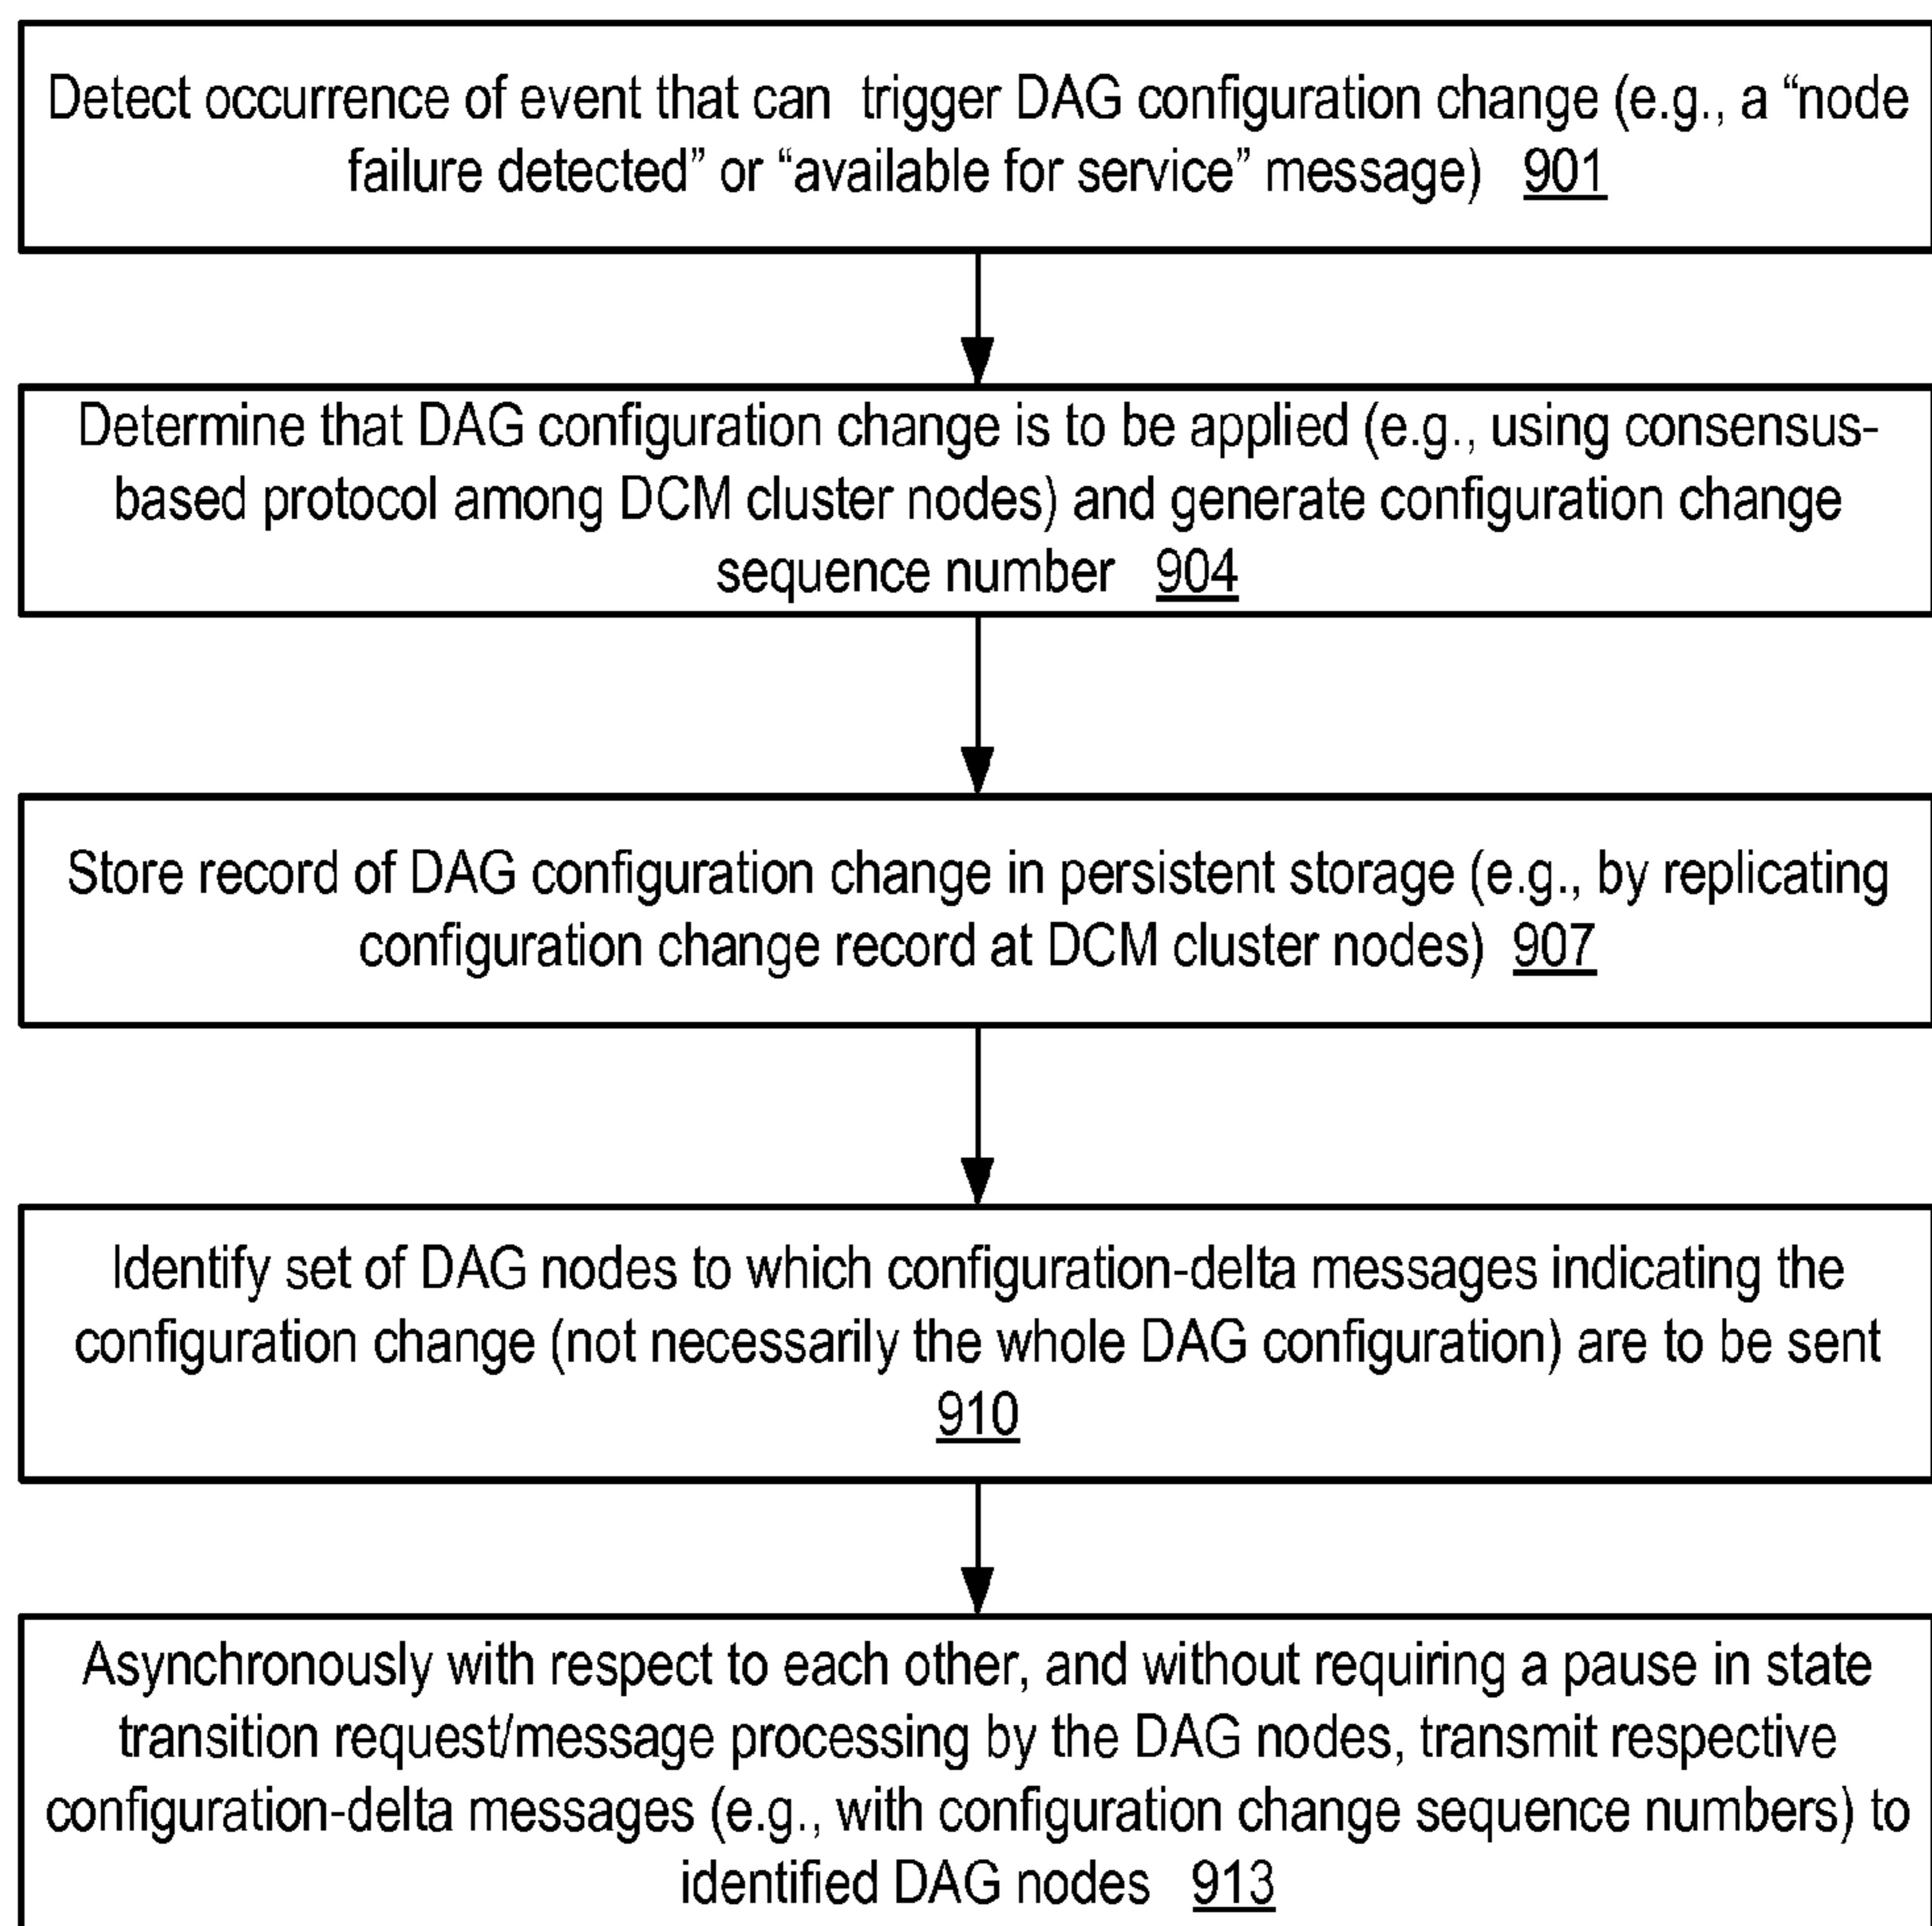 Detect occurrence of event that can trigger DAG configuration change (e.g., a “node
failure detected” or “available for service” message) 901
Determine that DAG configuration change is to be applied (e.g., using consensus-
based protocol among DCM cluster nodes) and generate configuration change
sequence number 904
Store record of DAG configuration change in persistent storage (e.g., by replicating
configuration change record at DCM cluster nodes) 907
Identify set of DAG nodes to which configuration-delta messages indicating the
configuration change (not necessarily the whole DAG configuration) are to be sent
910
Asynchronously with respect to each other, and without requiring a pause in state
transition request/message processing by the DAG nodes, transmit respective
configuration-delta messages (e.g., with configuration change sequence numbers) to
identified DAG nodes 913